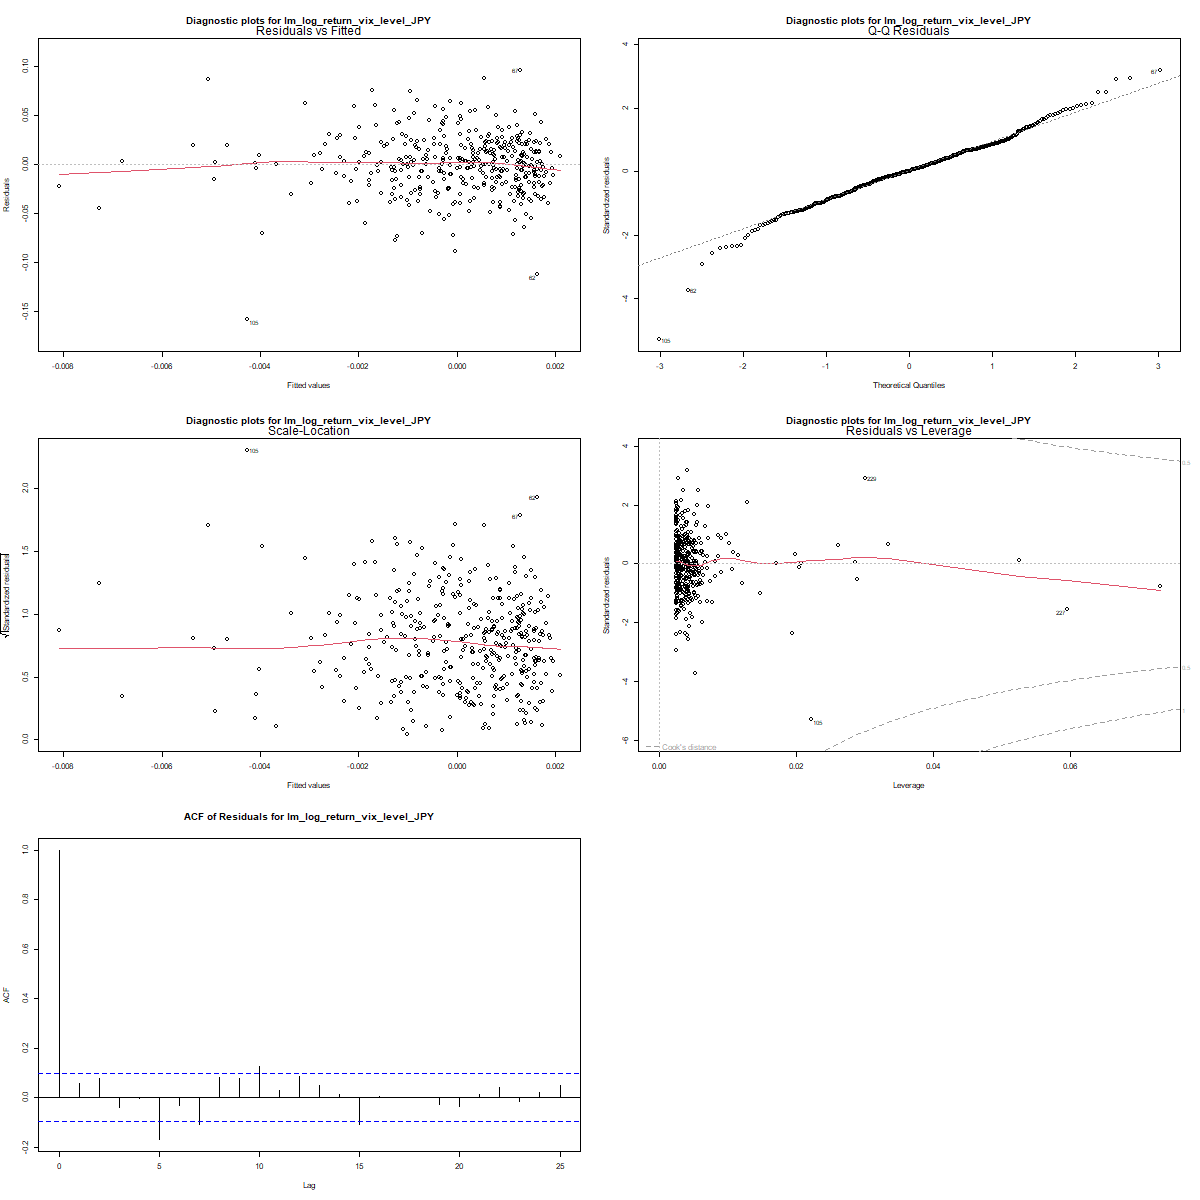 Diagnostic plots for lm_log_return_vix_level_JPY
Residuals vs Fitted
0.10
0.05
0.00
-0.05
-0.10
-0.15
Residuals
67
62
105
-0.008 -0.006 -0.004 -0.002 0.000 0.002
Fitted values
Diagnostic plots for lm_log_return_vix_level_JPY
Q-Q Residuals
4
2
0
-2
-4
Standardized residuals
67
62
105
-3 -2 -1 0 1 2 3
Theoretical Quantiles
Diagnostic plots for lm_log_return_vix_level_JPY
Scale-Location
2.0
1.5
1.0
0.5
0.0
√|Standardized residuals|
105
62
67
-0.008 -0.006 -0.004 -0.002 0.000 0.002
Fitted values
Diagnostic plots for lm_log_return_vix_level_JPY
Residuals vs Leverage
4
2
0
-2
-4
-6
Standardized residuals
0.5
229
227
0.5
105
1
Cook's distance
0.00 0.02 0.04 0.06
Leverage
ACF of Residuals for lm_log_return_vix_level_JPY
1.0
0.8
0.6
0.4
0.2
0.0
-0.2
ACF
0 5 10 15 20 25
Lag